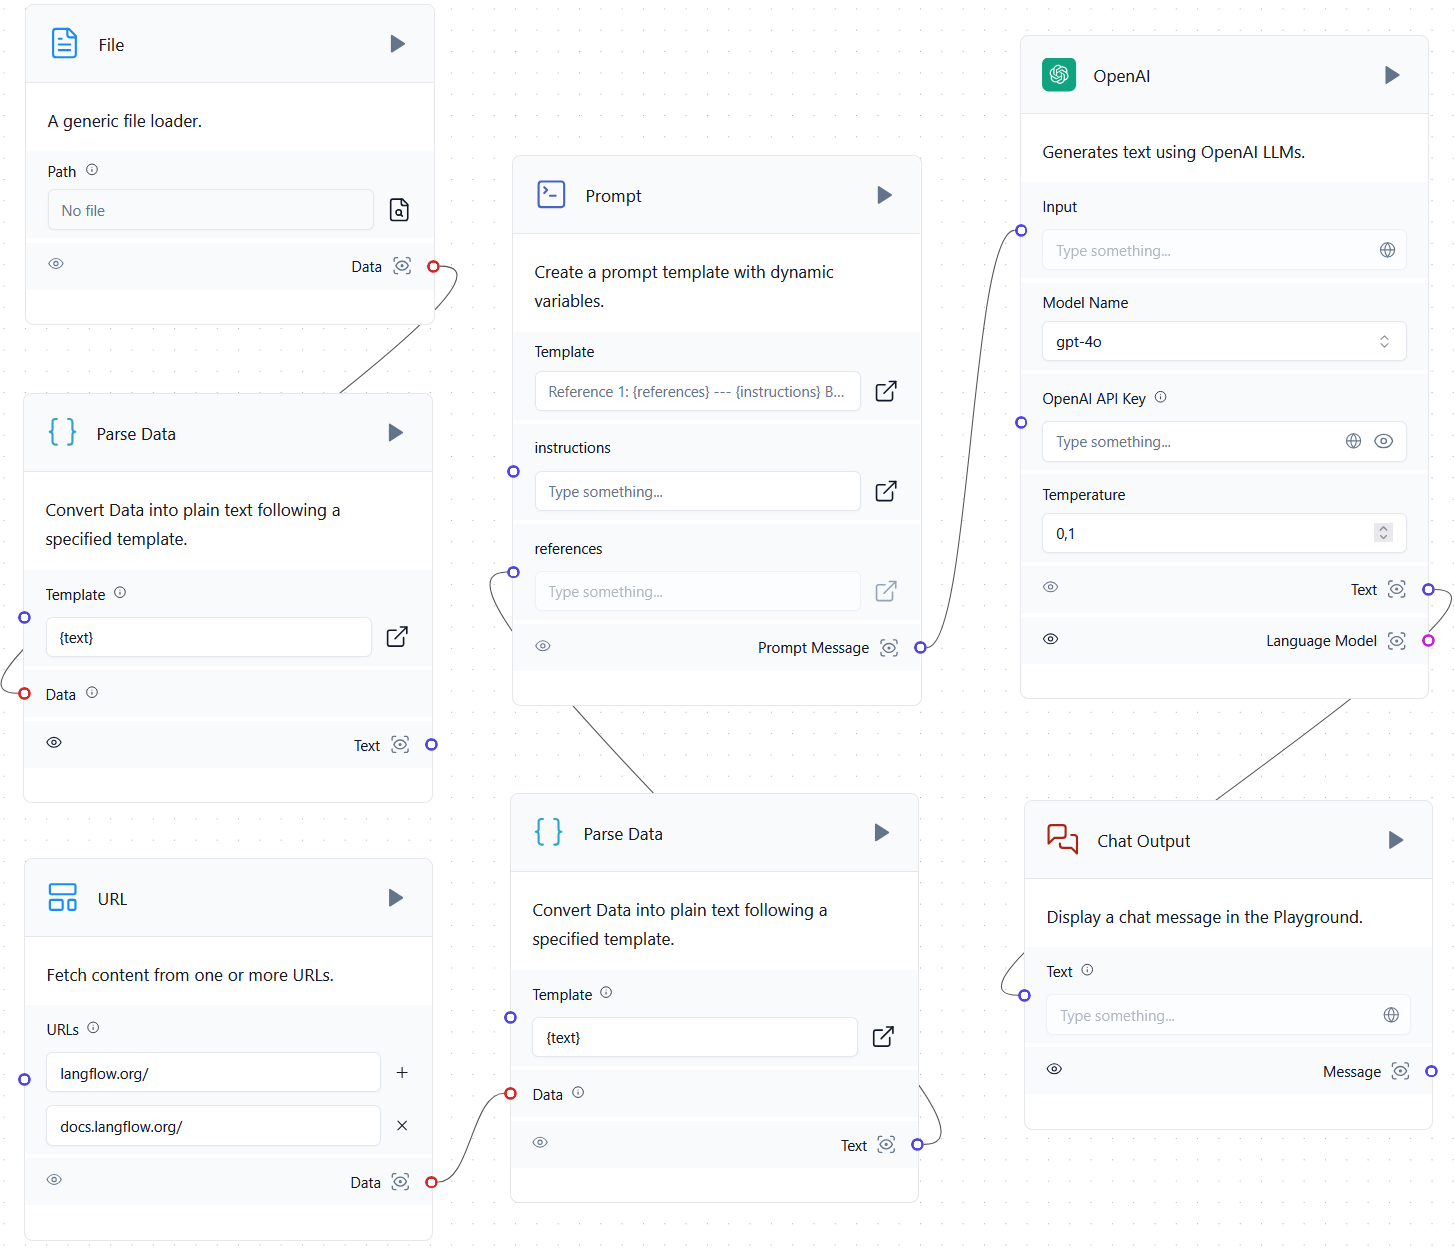 File
A generic file loader.
Path
No file
Data
Parse Data
Convert Data into plain text following a
specified template.
Template
{text}
Data
Text
URL
Fetch content from one or more URLs.
URLs
langflow.org/
docs.langflow.org/
Data
Prompt
Create a prompt template with dynamic
variables.
Template
Reference 1: {references} --- {instructions} B...
instructions
Type something...
references
Type something...
Prompt Message
Parse Data
Convert Data into plain text following a
specified template.
Template
{text}
Data
Text
OpenAI
Generates text using OpenAI LLMs.
Input
Type something...
Model Name
gpt-4o
OpenAI API Key
Type something...
Temperature
0,1
Text
Language Model
Chat Output
Display a chat message in the Playground.
Text
Type something...
Message